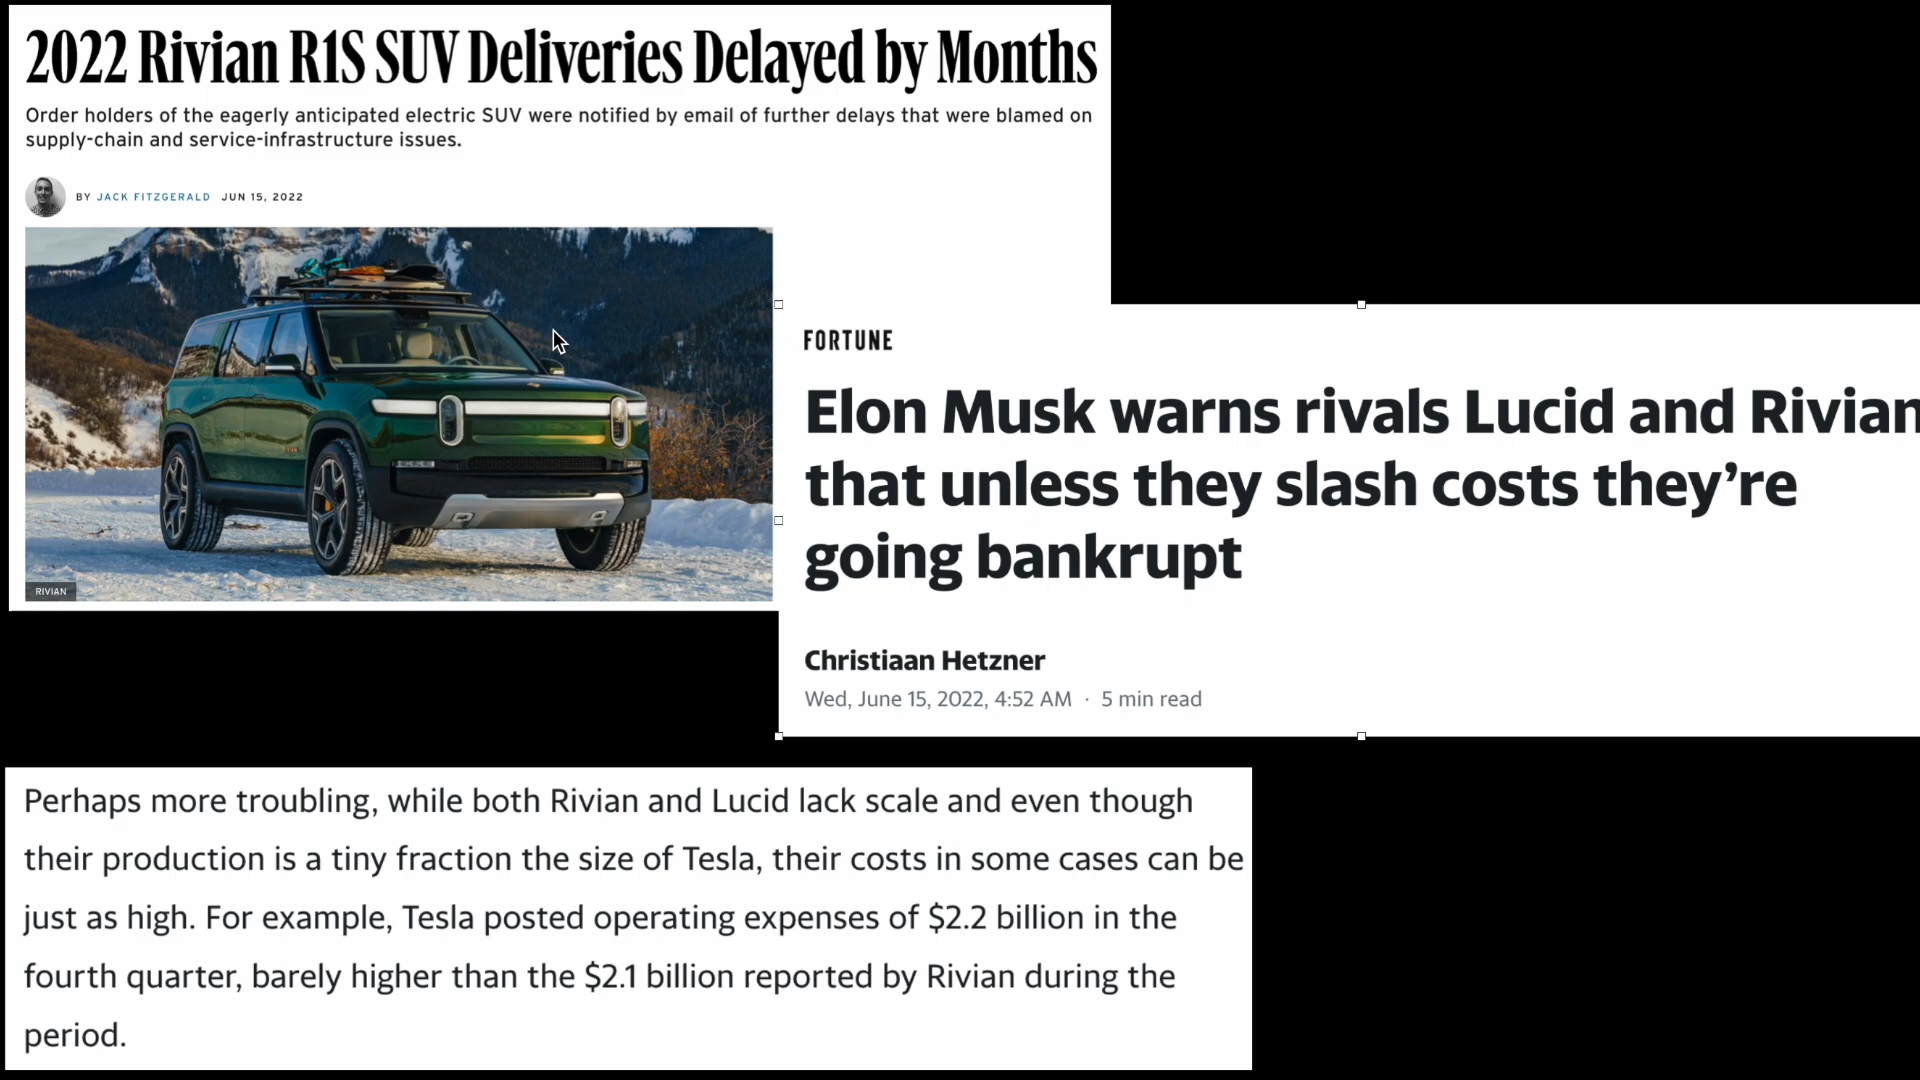 2022 Rivian R1S SUV Deliveries Delayed by Months
Order holders of the eagerly anticipated electric SUV were notified by email of further delays that were blamed on
supply-chain and service-infrastructure issues.
BY JACK FITZGERALD JUN 15, 2022
RIVIAN
FORTUNE
Elon Musk warns rivals Lucid and Rivian
that unless they slash costs they’re
going bankrupt
Christiaan Hetzner
Wed, June 15, 2022, 4:52 AM · 5 min read
Perhaps more troubling, while both Rivian and Lucid lack scale and even though
their production is a tiny fraction the size of Tesla, their costs in some cases can be
just as high. For example, Tesla posted operating expenses of $2.2 billion in the
fourth quarter, barely higher than the $2.1 billion reported by Rivian during the
period.